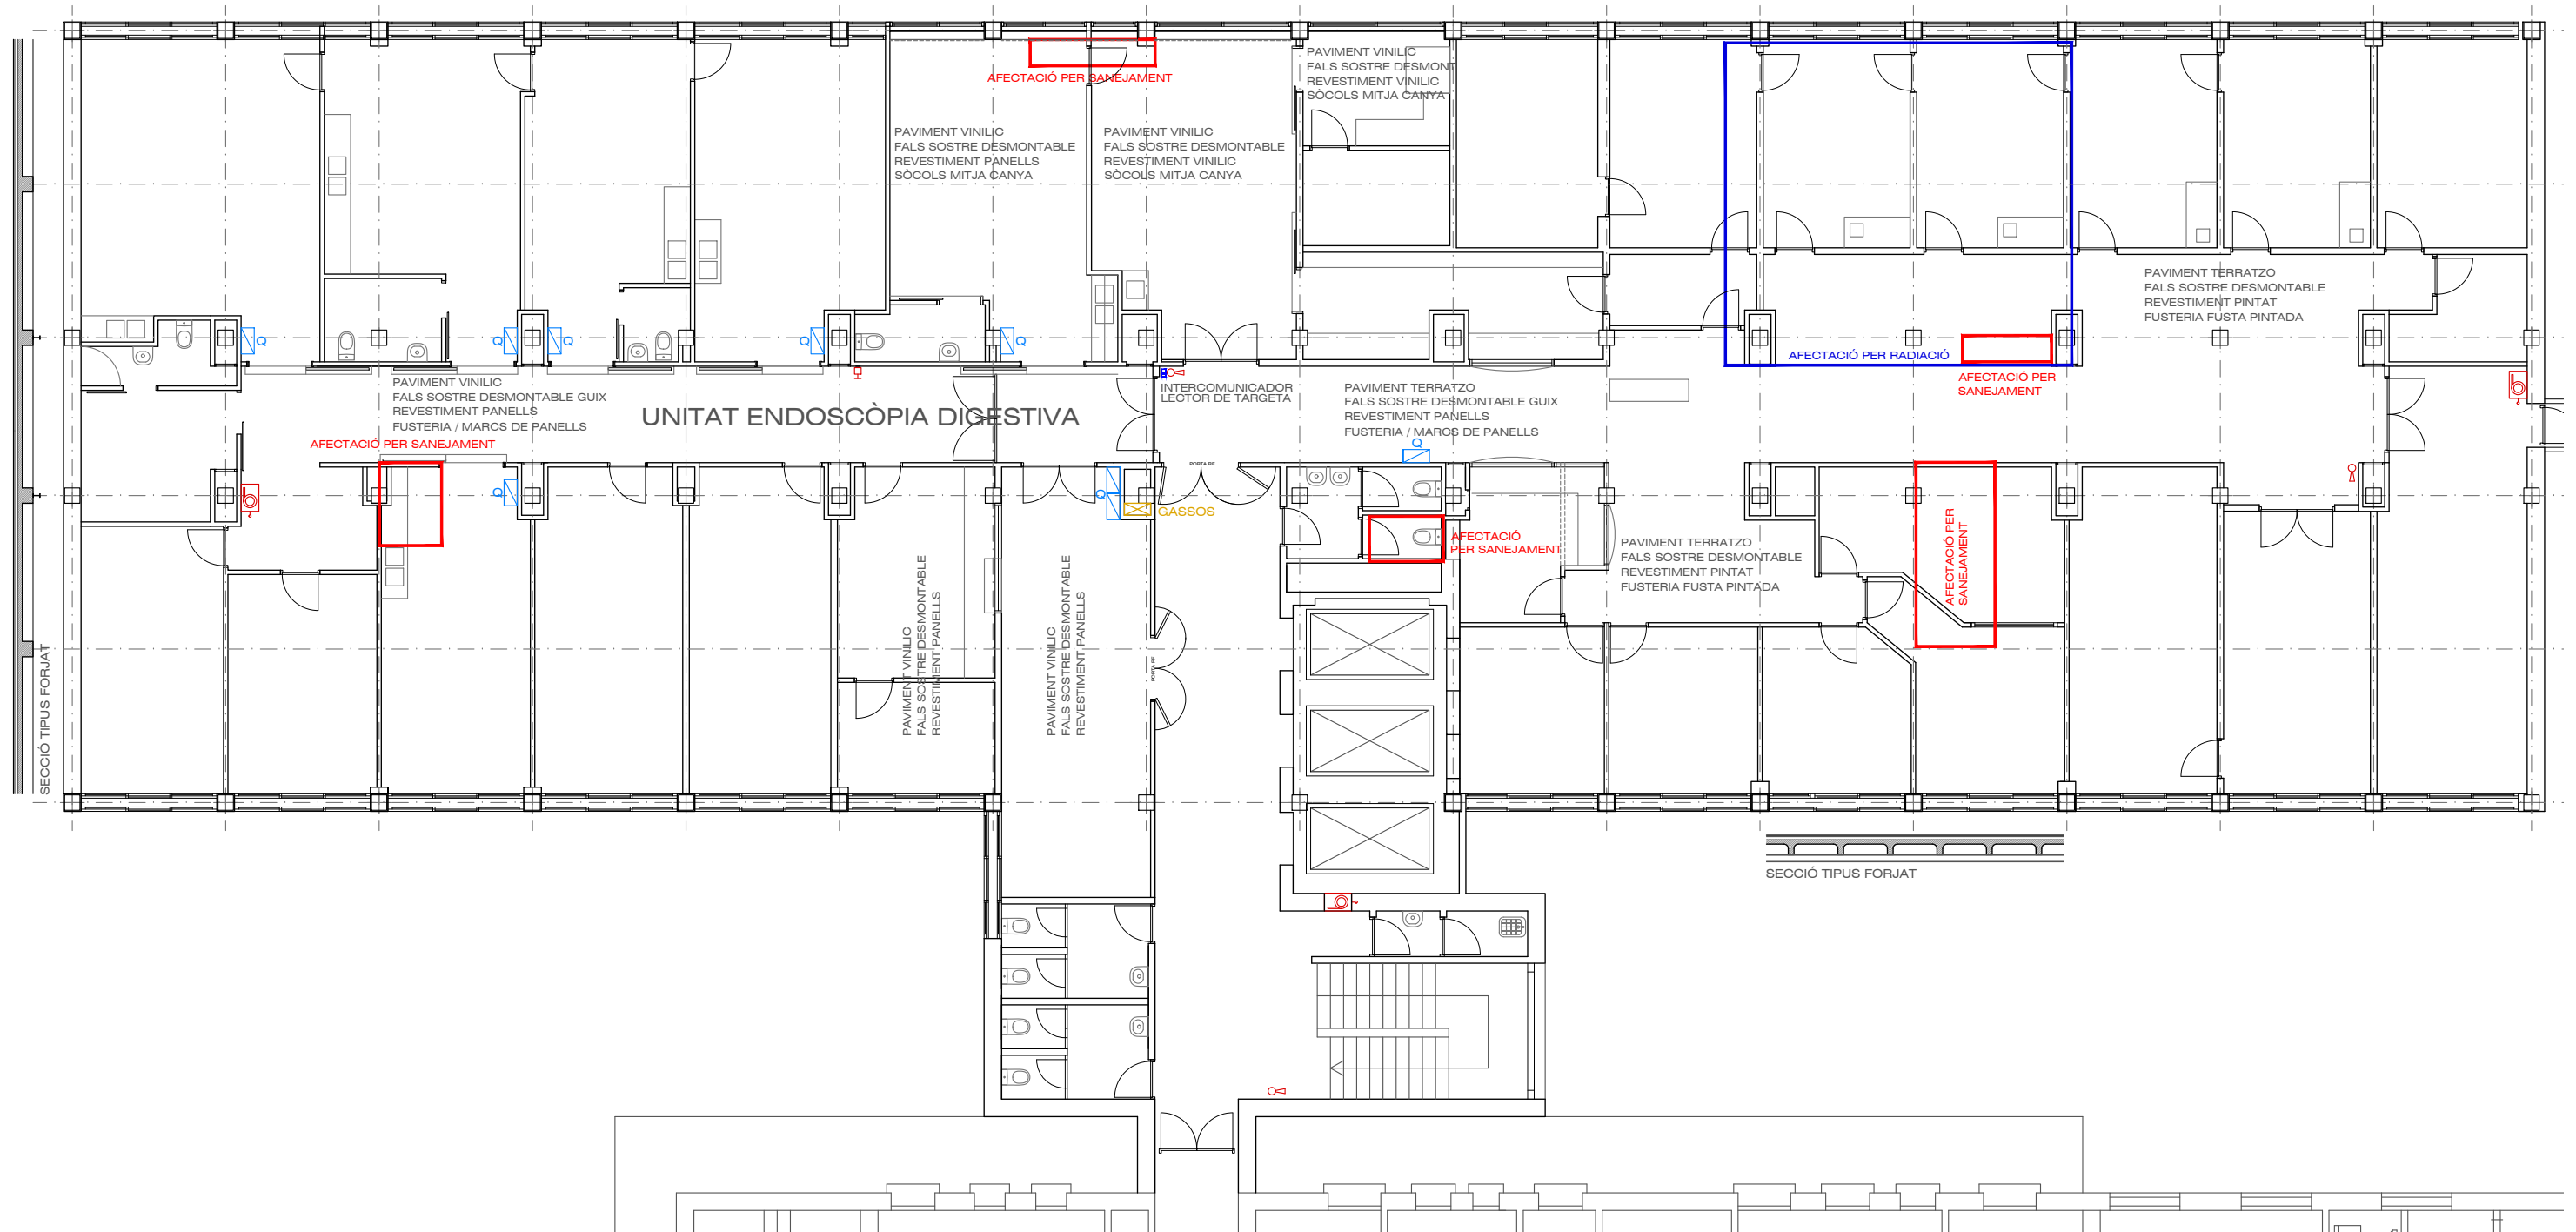 AFECTACIÓ PER SANEJAMENT
PAVIMENT VINILIC
FALS SOSTRE DESMONT
REVESTIMENT VINILIC
SÒCOLS MITJA CANYA
PAVIMENT VINILIC
FALS SOSTRE DESMONTABLE
REVESTIMENT PANELLS
SÒCOLS MITJA CANYA
PAVIMENT VINILIC
FALS SOSTRE DESMONTABLE
REVESTIMENT VINILIC
SÒCOLS MITJA CANYA
PAVIMENT TERRATZO
FALS SOSTRE DESMONTABLE
REVESTIMENT PINTAT
FUSTERIA FUSTA PINTADA
Q
Q
Q
Q
Q
AFECTACIÓ PER RADIACIÓ
AFECTACIÓ PER
SANEJAMENT
PAVIMENT VINILIC
FALS SOSTRE DESMONTABLE GUIX
REVESTIMENT PANELLS
FUSTERIA / MARCS DE PANELLS
UNITAT ENDOSCÒPIA DIGESTIVA
INTERCOMUNICADOR
LECTOR DE TARGETA
PAVIMENT TERRATZO
FALS SOSTRE DESMONTABLE GUIX
REVESTIMENT PANELLS
FUSTERIA / MARCS DE PANELLS
AFECTACIÓ PER SANEJAMENT
Q
PORTA RF
Q
Q
GASSOS
AFECTACIÓ
PER SANEJAMENT
PAVIMENT TERRATZO
FALS SOSTRE DESMONTABLE
REVESTIMENT PINTAT
FUSTERIA FUSTA PINTADA
AFECTACIÓ PER
SANEJAMENT
PAVIMENT VINILIC
FALS SOSTRE DESMONTABLE
REVESTIMENT PANELLS
PAVIMENT VINILIC
FALS SOSTRE DESMONTABLE
REVESTIMENT PANELLS
PORTA RF
SECCIÓ TIPUS FORJAT
SECCIÓ TIPUS FORJAT